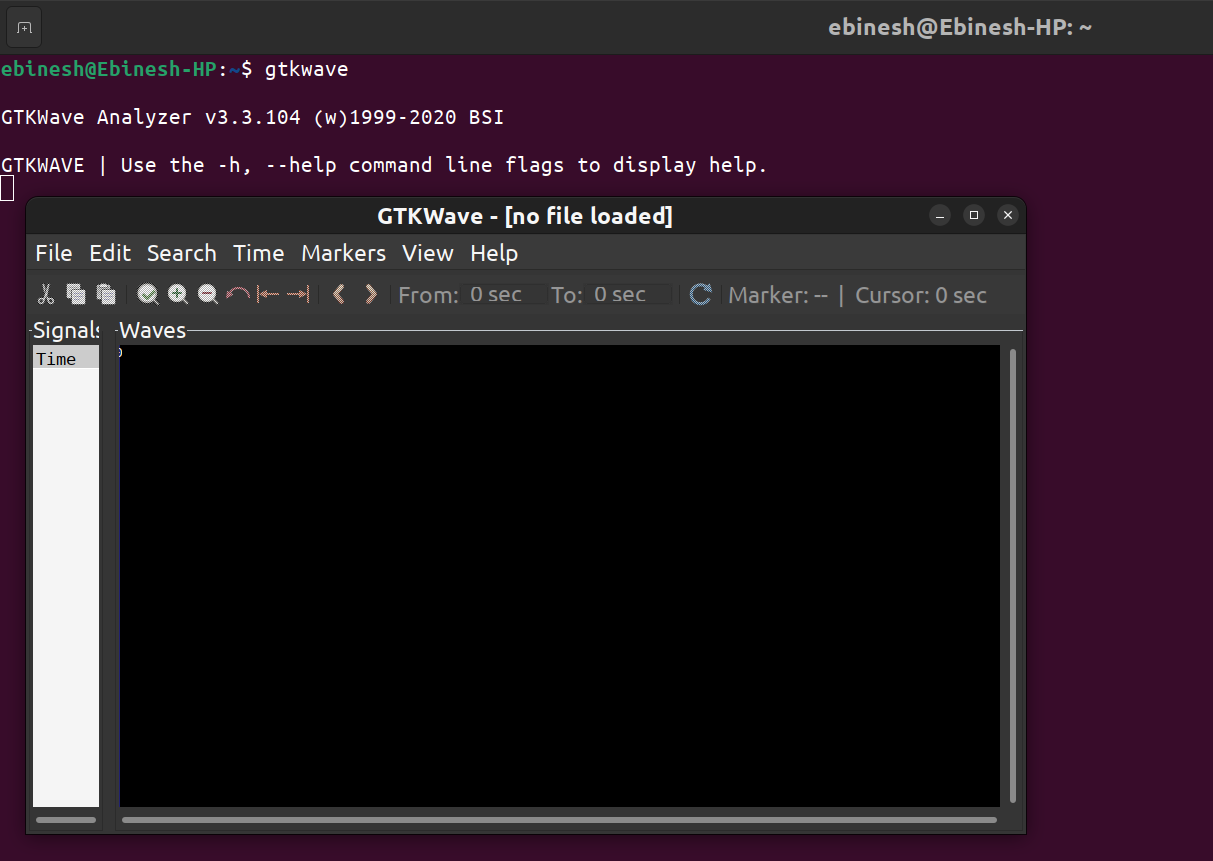 ebinesh@Ebinesh-HP: ~
ebinesh@Ebinesh-HP:~$ gtkwave
GTKWave Analyzer v3.3.104 (w)1999-2020 BSI
GTKWAVE | Use the -h, --help command line flags to display help.
GTKWave - [no file loaded]
File Edit Search Time Markers View Help
From: 0 sec To: 0 sec Marker: -- | Cursor: 0 sec
Signals Waves
Time 0